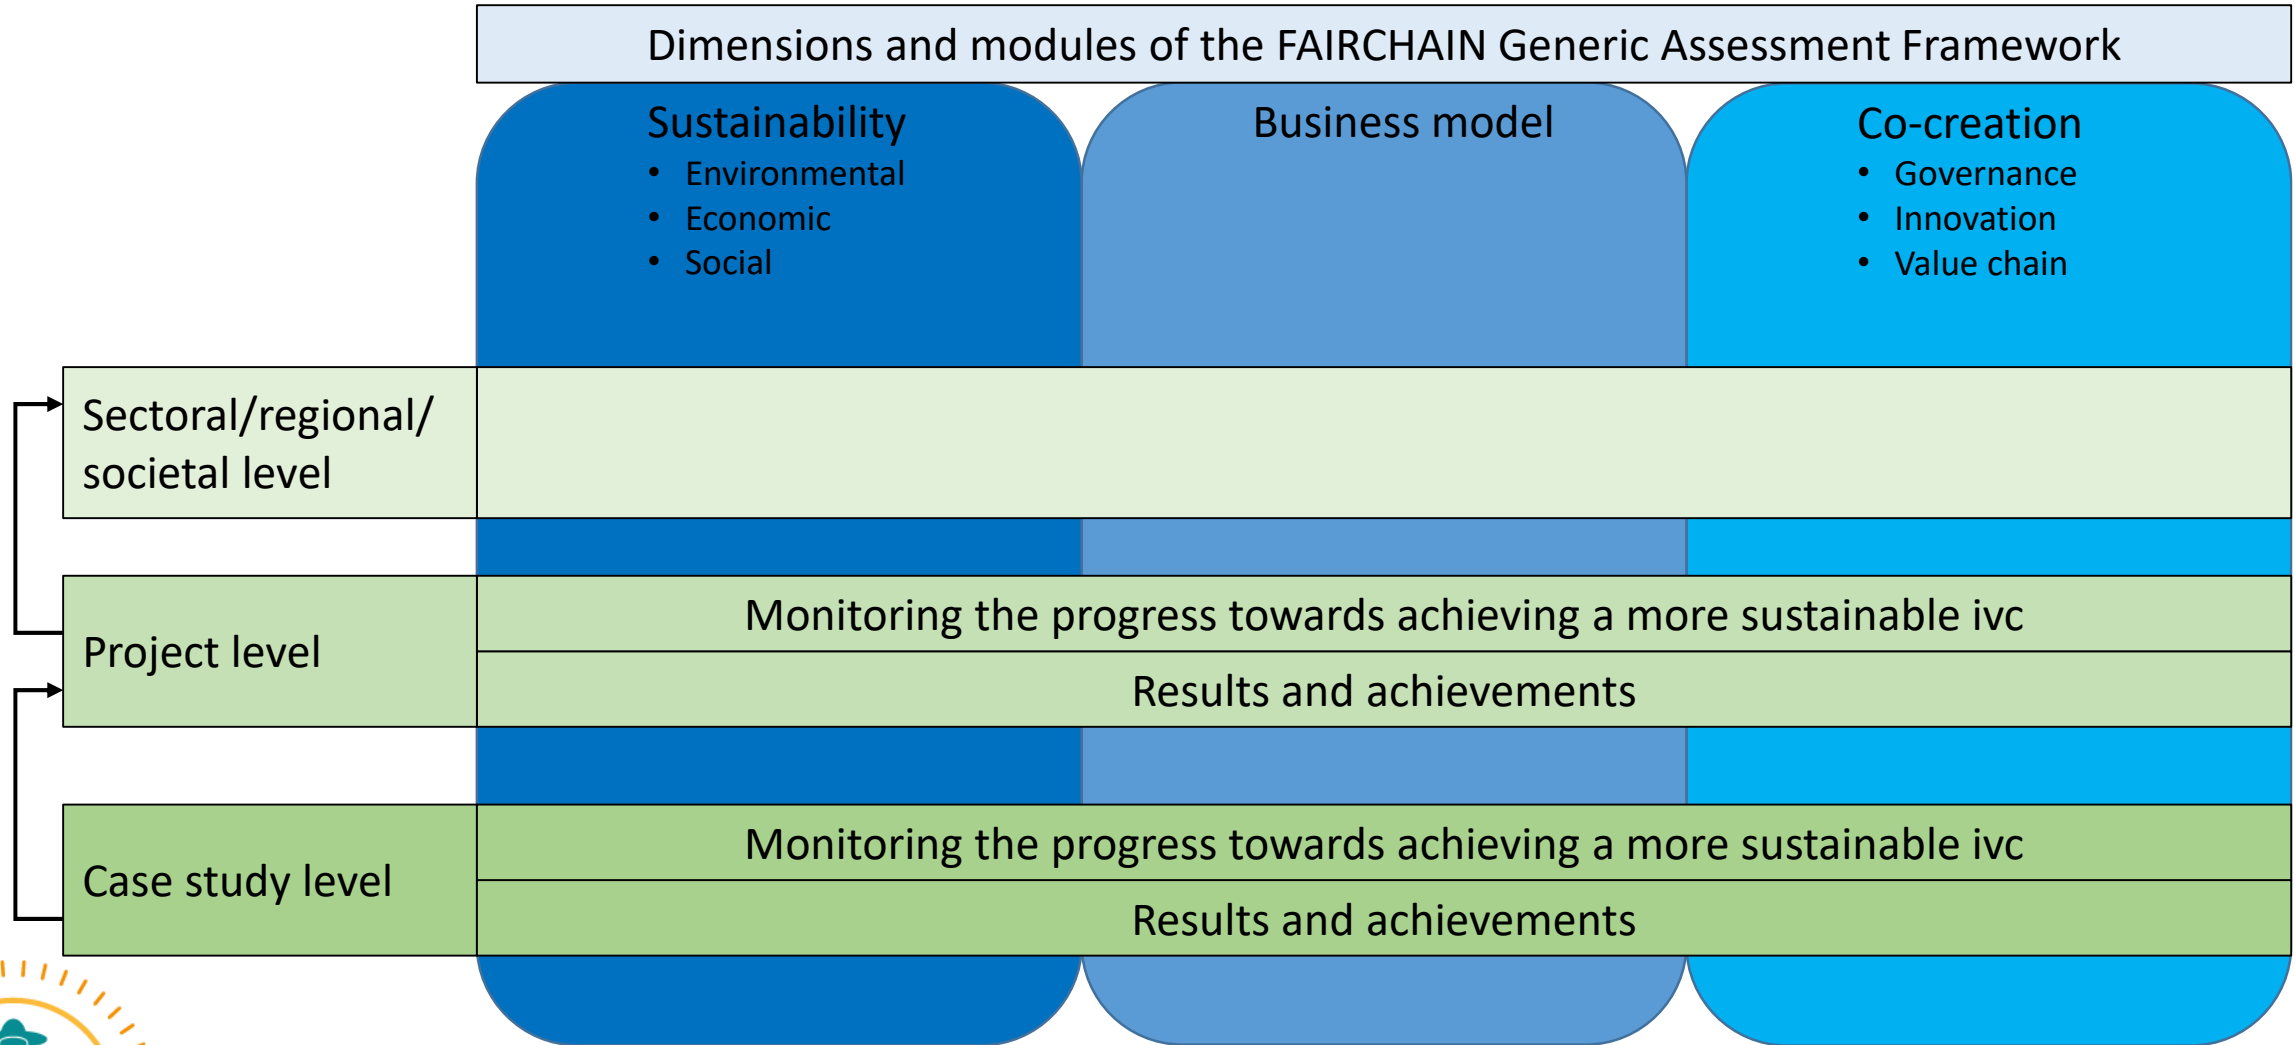 Dimensions and modules of the FAIRCHAIN Generic Assessment Framework
Sustainability
• Environmental
• Economic
• Social
Business model
Co-creation
• Governance
• Innovation
• Value chain
Sectoral/regional/
societal level
Project level
Monitoring the progress towards achieving a more sustainable ivc
Results and achievements
Case study level
Monitoring the progress towards achieving a more sustainable ivc
Results and achievements